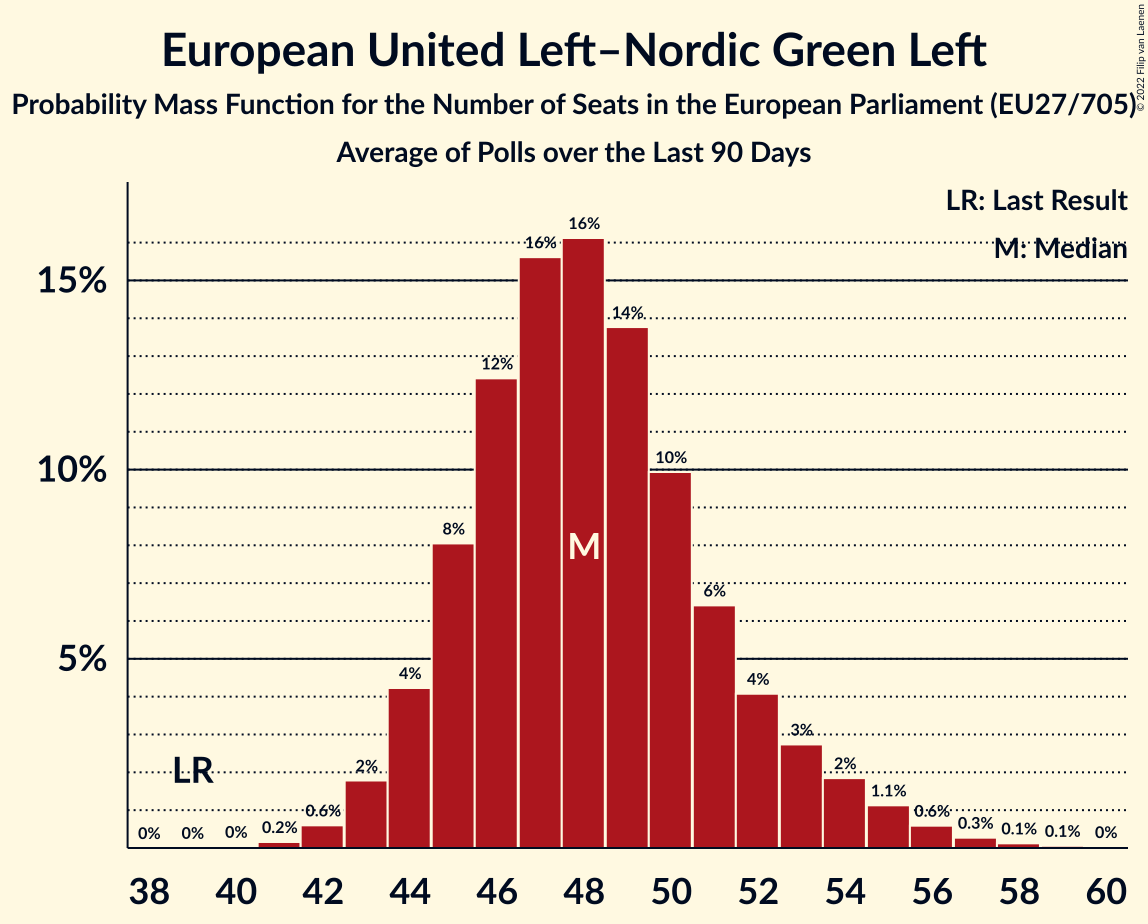 European United Left–Nordic Green Left
Probability Mass Function for the Number of Seats in the European Parliament (EU27/705)
Average of Polls over the Last 90 Days
© 2022 Filip van Laenen
LR: Last Result
M: Median
15%
10%
5%
LR
M
0% 0% 0% 0.2% 0.6% 2% 4% 8% 12% 16% 16% 14% 10% 6% 4% 3% 2% 1.1% 0.6% 0.3% 0.1% 0.1% 0%
38 40 42 44 46 48 50 52 54 56 58 60